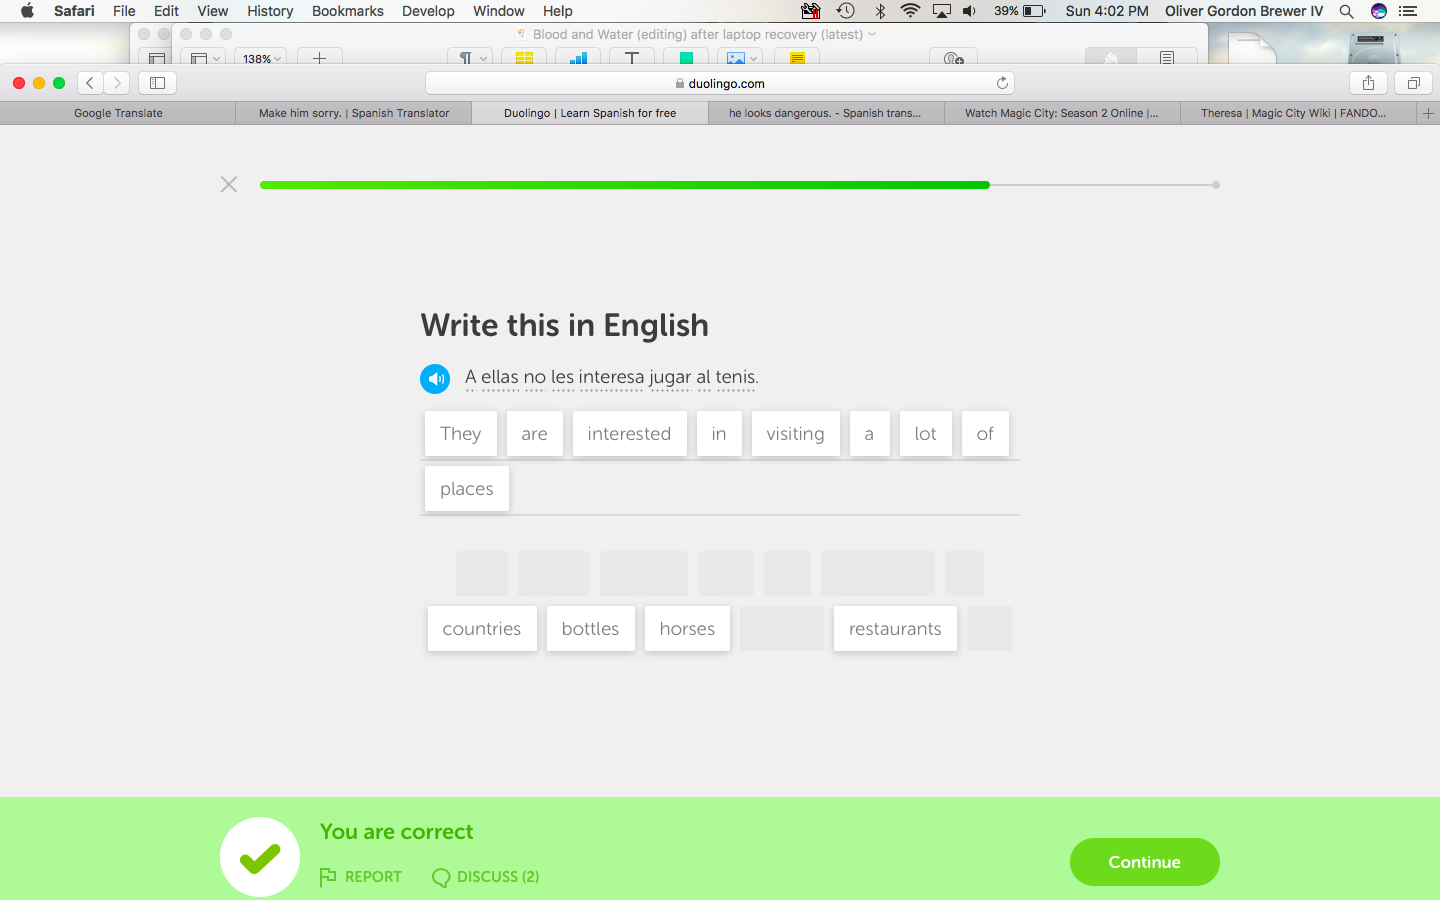 Safari File Edit View History Bookmarks Develop Window Help 39% Sun 4:02 PM Oliver Gordon Brewer IV
Blood and Water (editing) after laptop recovery (latest)
138%
duolingo.com
Google Translate
Make him sorry. | Spanish Translator
Duolingo | Learn Spanish for free
he looks dangerous. - Spanish trans...
Watch Magic City: Season 2 Online |...
Theresa | Magic City Wiki | FANDO...
Write this in English
A ellas no les interesa jugar al tenis.
They are interested in visiting a lot of
places
countries bottles horses restaurants
You are correct
REPORT DISCUSS (2)
Continue